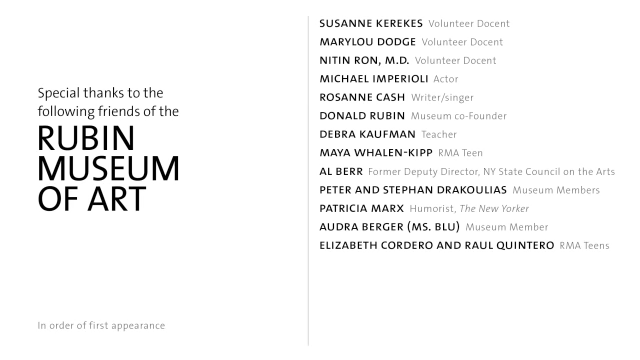 Special thanks to the
following friends of the
RUBIN
MUSEUM
OF ART
In order of first appearance
SUSANNE KEREKES Volunteer Docent
MARYLOU DODGE Volunteer Docent
NITIN RON, M.D. Volunteer Docent
MICHAEL IMPERIOLI Actor
ROSANNE CASH Writer/singer
DONALD RUBIN Museum co-Founder
DEBRA KAUFMAN Teacher
MAYA WHALEN-KIPP RMA Teen
AL BERR Former Deputy Director, NY State Council on the Arts
PETER AND STEPHAN DRAKOULIAS Museum Members
PATRICIA MARX Humorist, The New Yorker
AUDRA BERGER (MS. BLU) Museum Member
ELIZABETH CORDERO AND RAUL QUINTERO RMA Teens